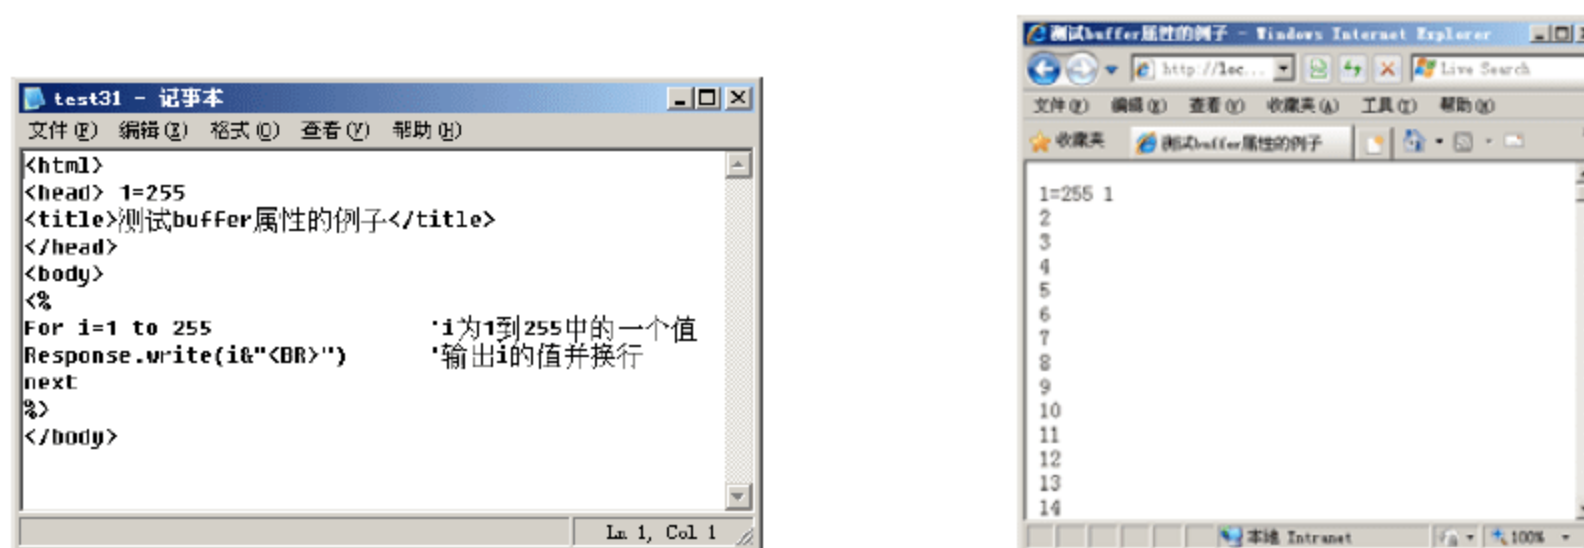 test31 - 记事本
文件(F) 编辑(E) 格式(O) 查看(V) 帮助(H)
<html>
<head> 1=255
<title>测试buffer属性的例子</title>
</head>
<body>
<%
For i=1 to 255 'i为1到255中的一个值
Response.write(i&"<BR>") '输出i的值并换行
next
%>
</body>
Ln 1, Col 1
测试buffer属性的例子 - Windows Internet Explorer
http://loc... Live Search
文件(F) 编辑(E) 查看(V) 收藏夹(A) 工具(T) 帮助(H)
收藏夹 测试buffer属性的例子
1=255 1
2
3
4
5
6
7
8
9
10
11
12
13
14
本地 Intranet 100%